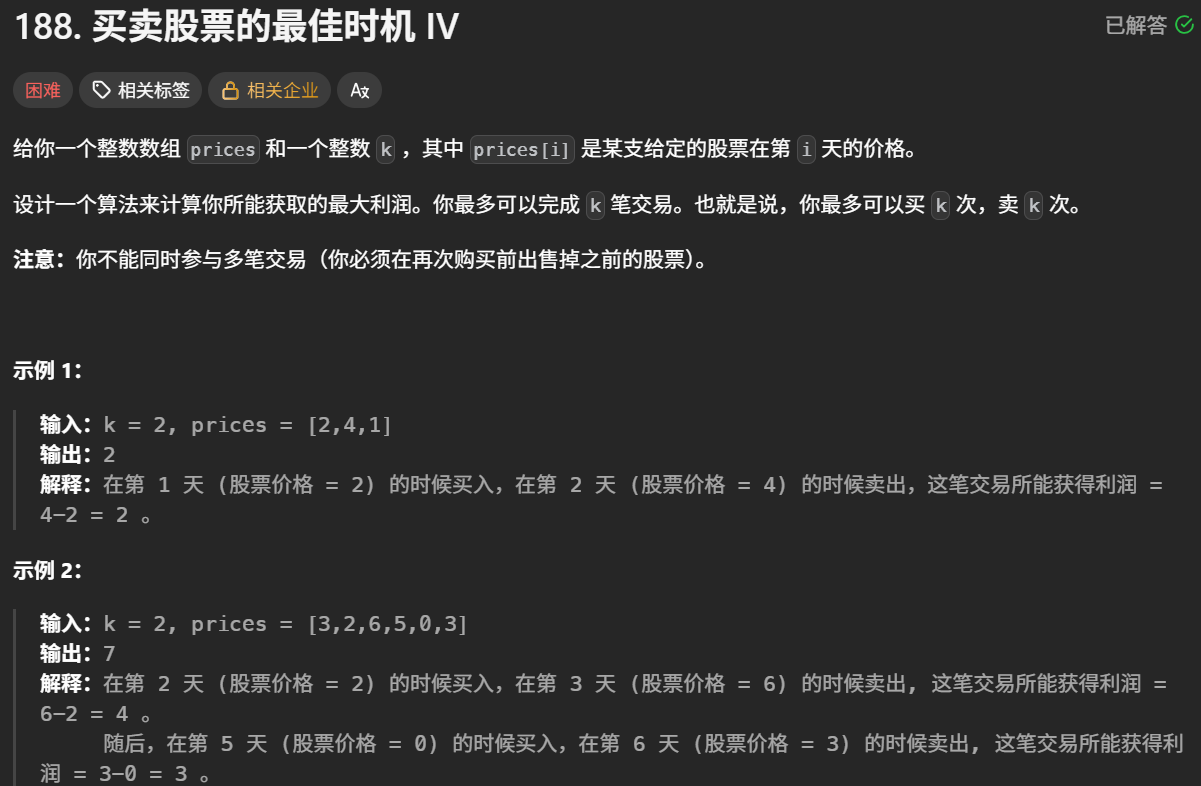 188. 买卖股票的最佳时机 IV
已解答
困难 相关标签 相关企业 Ax
给你一个整数数组 prices 和一个整数 k ，其中 prices[i] 是某支给定的股票在第 i 天的价格。
设计一个算法来计算你所能获取的最大利润。你最多可以完成 k 笔交易。也就是说，你最多可以买 k 次，卖 k 次。
注意：你不能同时参与多笔交易（你必须在再次购买前出售掉之前的股票）。
示例 1：
输入：k = 2, prices = [2,4,1]
输出：2
解释：在第 1 天 (股票价格 = 2) 的时候买入，在第 2 天 (股票价格 = 4) 的时候卖出，这笔交易所能获得利润 =
4-2 = 2 。
示例 2：
输入：k = 2, prices = [3,2,6,5,0,3]
输出：7
解释：在第 2 天 (股票价格 = 2) 的时候买入，在第 3 天 (股票价格 = 6) 的时候卖出, 这笔交易所能获得利润 =
6-2 = 4 。
随后，在第 5 天 (股票价格 = 0) 的时候买入，在第 6 天 (股票价格 = 3) 的时候卖出, 这笔交易所能获得利
润 = 3-0 = 3 。